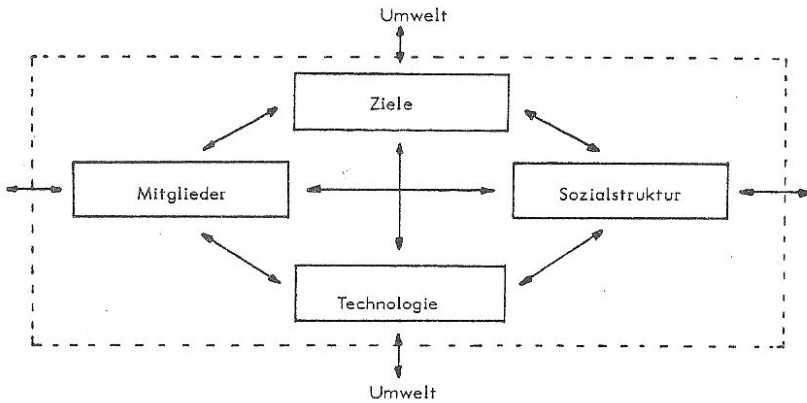 Umwelt
Ziele
Mitglieder
Sozialstruktur
Technologie
Umwelt